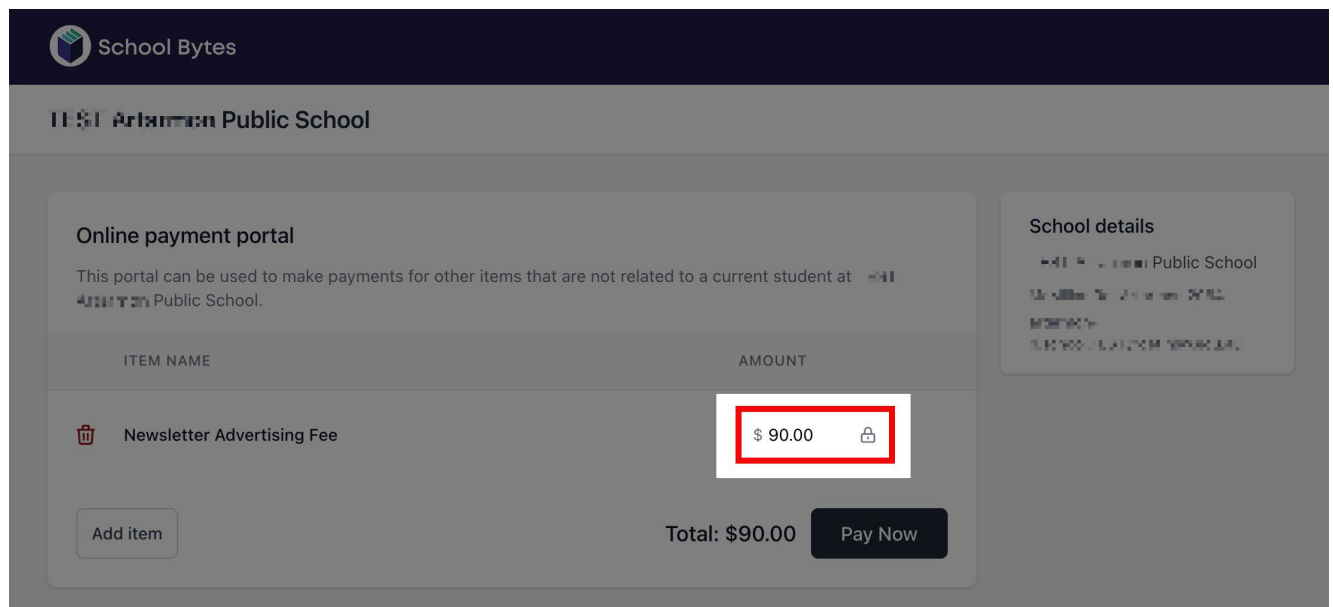 School Bytes
TEST Public School
Online payment portal
This portal can be used to make payments for other items that are not related to a current student at
Public School.
ITEM NAME AMOUNT
Newsletter Advertising Fee $ 90.00
Add item Total: $90.00 Pay Now
School details
Public School